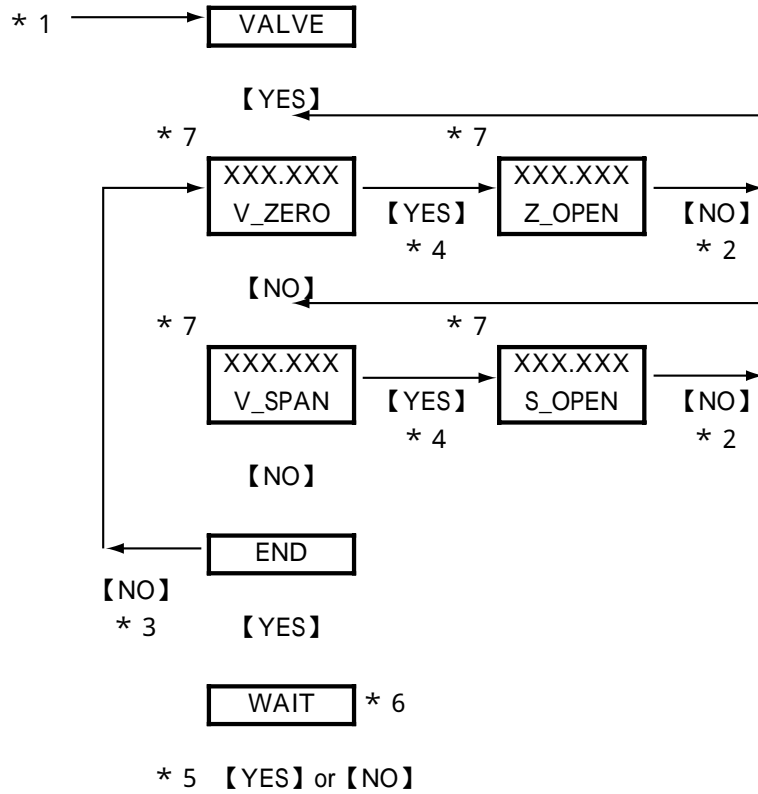 * 1 VALVE
【YES】
* 7 * 7
XXX.XXX XXX.XXX
V_ZERO 【YES】 Z_OPEN 【NO】
* 4 * 2
【NO】
* 7 * 7
XXX.XXX XXX.XXX
V_SPAN 【YES】 S_OPEN 【NO】
* 4 * 2
【NO】
END
【NO】
* 3 【YES】
WAIT * 6
* 5 【YES】or【NO】